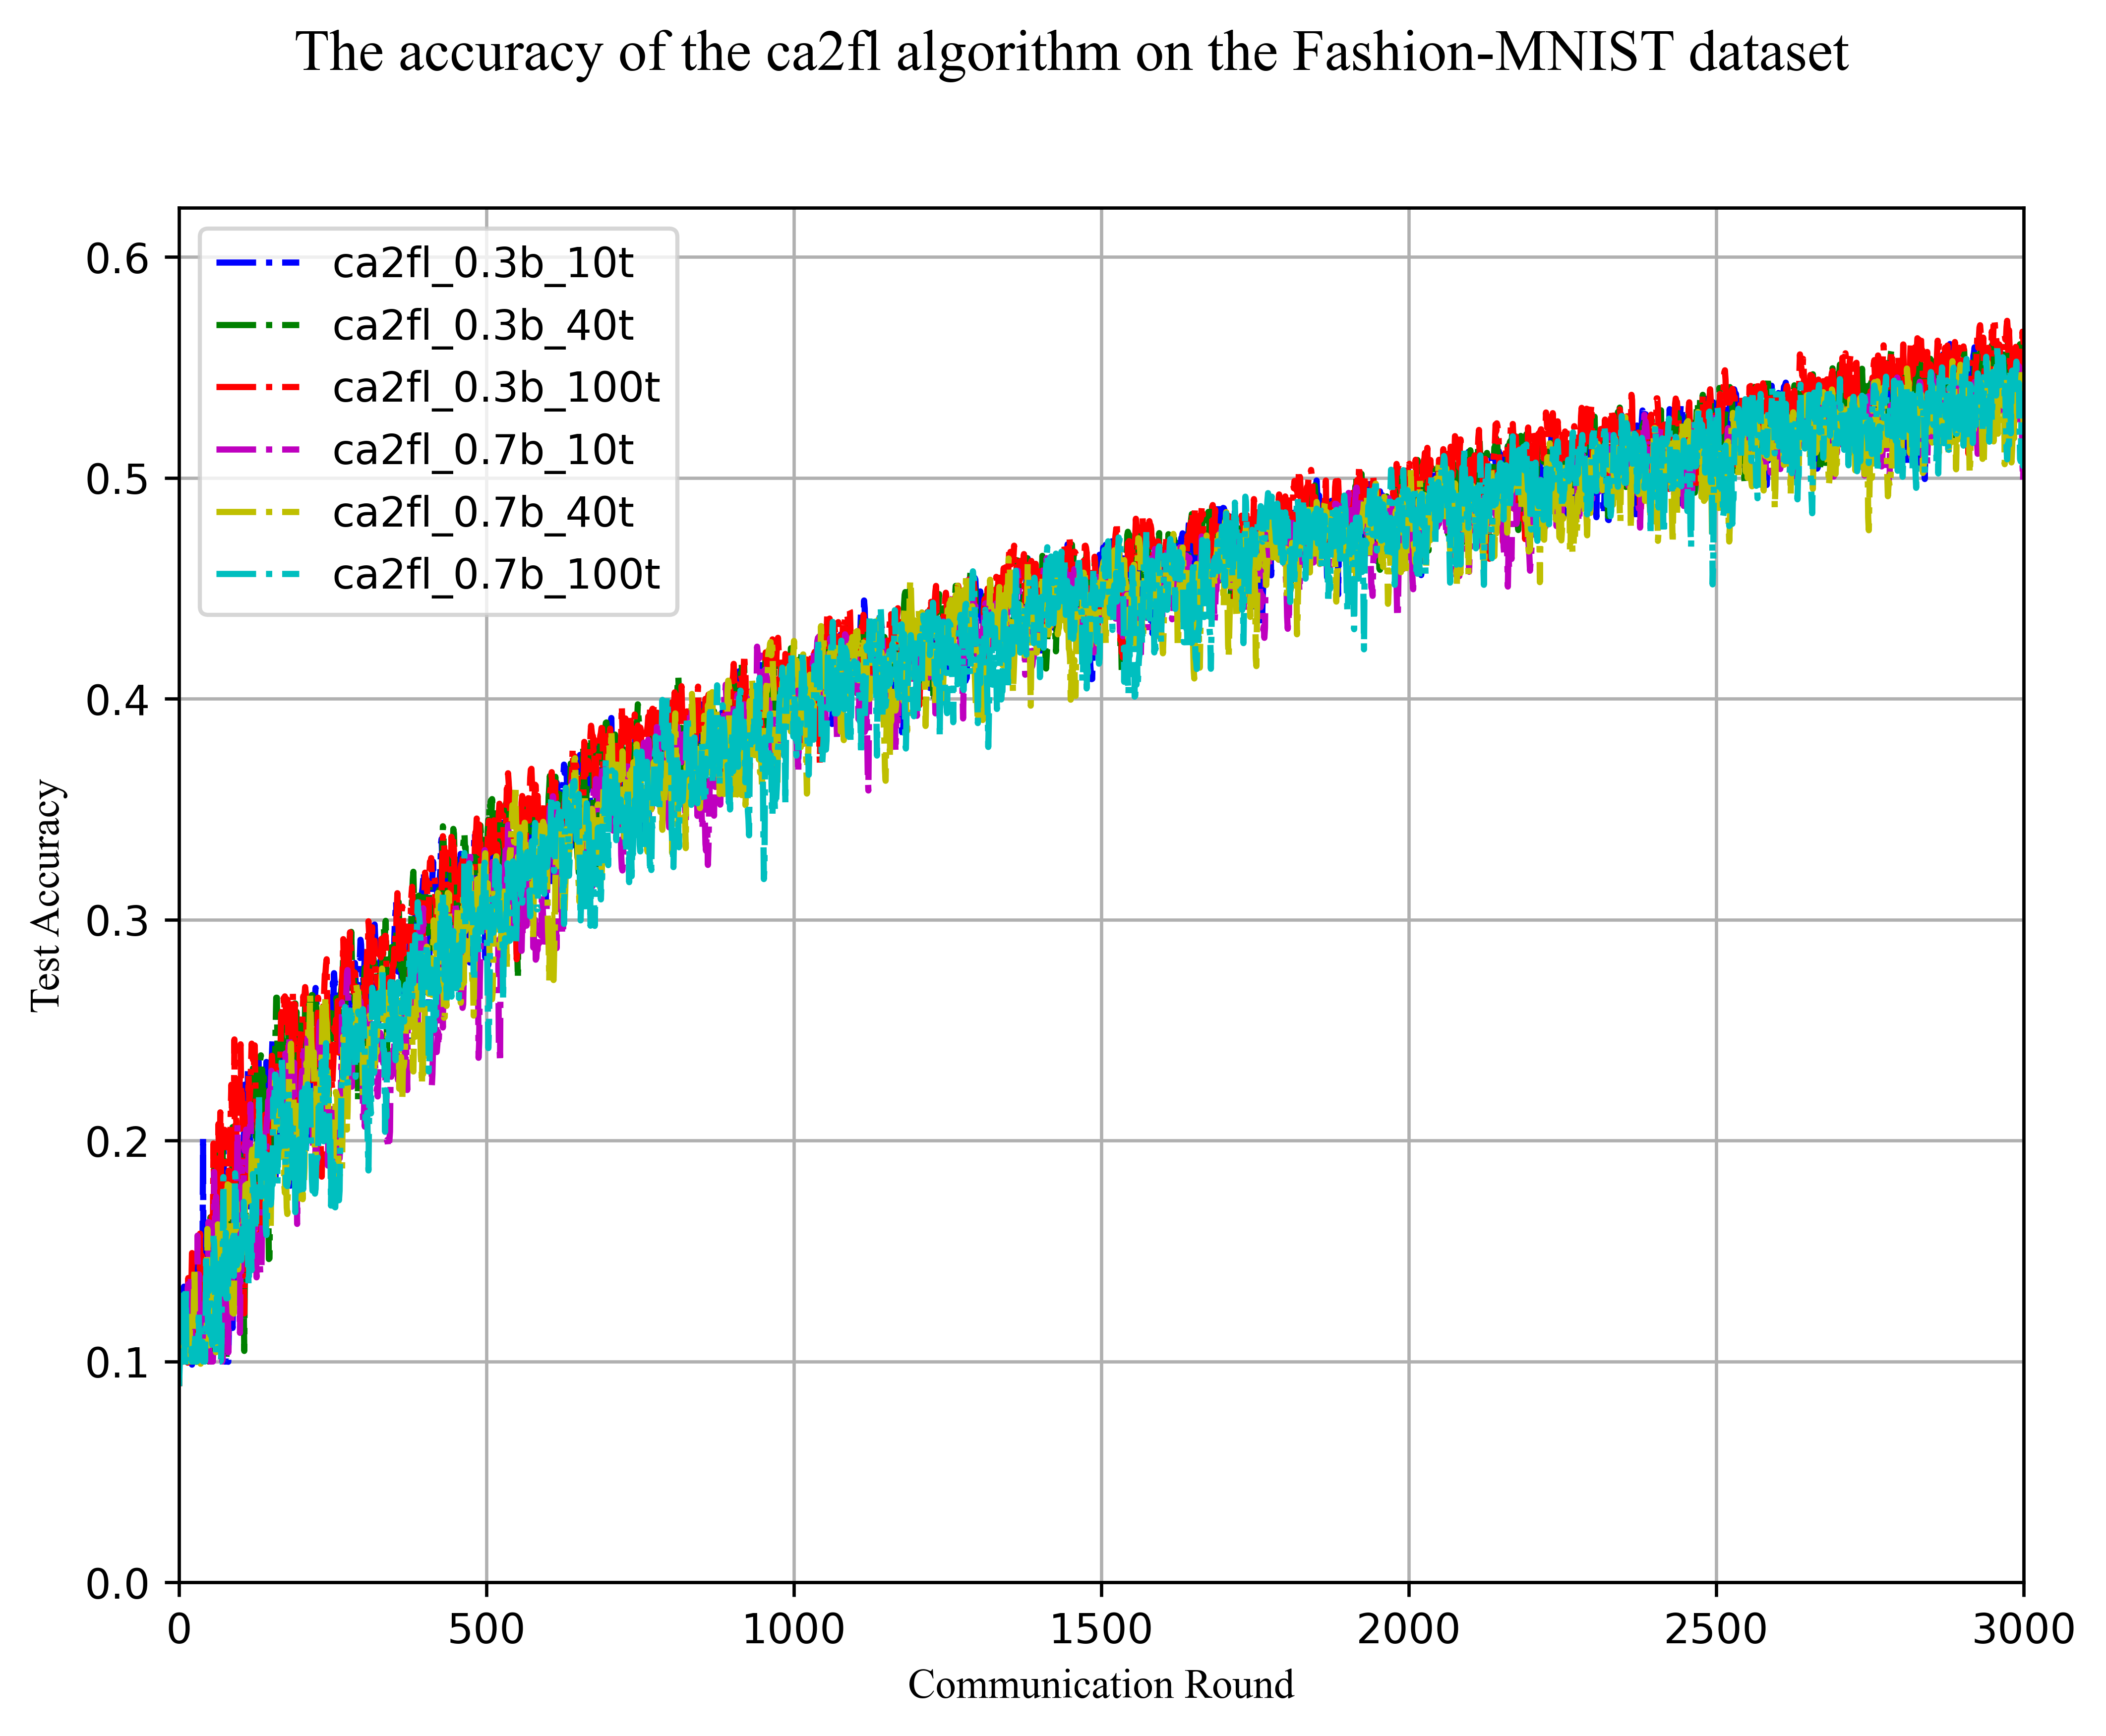 The accuracy of the ca2fl algorithm on the Fashion-MNIST dataset
0.6
0.5
0.4
0.3
0.2
0.1
0.0
Test Accuracy
ca2fl_0.3b_10t
ca2fl_0.3b_40t
ca2fl_0.3b_100t
ca2fl_0.7b_10t
ca2fl_0.7b_40t
ca2fl_0.7b_100t
0 500 1000 1500 2000 2500 3000
Communication Round